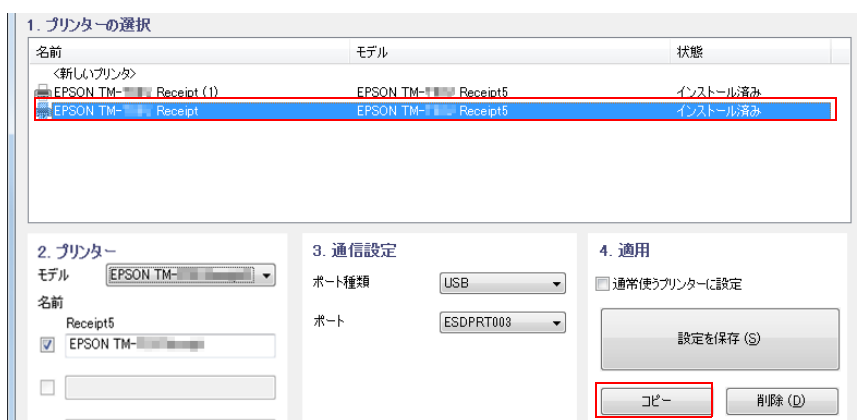 1. プリンターの選択
名前 モデル 状態
<新しいプリンタ>
EPSON TM- Receipt (1) EPSON TM- Receipt5 インストール済み
EPSON TM- Receipt EPSON TM- Receipt5 インストール済み
2. プリンター
モデル EPSON TM-
名前
Receipt5
EPSON TM-
3. 通信設定
ポート種類 USB
ポート ESDPRT003
4. 適用
通常使うプリンターに設定
設定を保存 (S)
コピー 削除 (D)